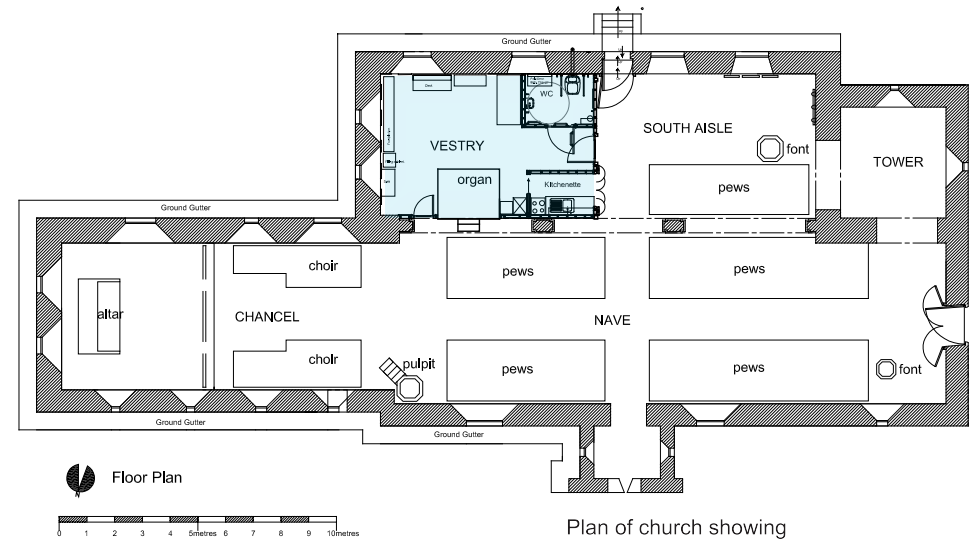 Ground Gutter
Desk
WC
VESTRY
SOUTH AISLE
font
TOWER
organ
Kitchenette
pews
Ground Gutter
choir
pews
pews
altar
CHANCEL
NAVE
choir
pulpit
pews
pews
font
Ground Gutter
Ground Gutter
Floor Plan
N
0 1 2 3 4 5metres 6 7 8 9 10metres
Plan of church showing